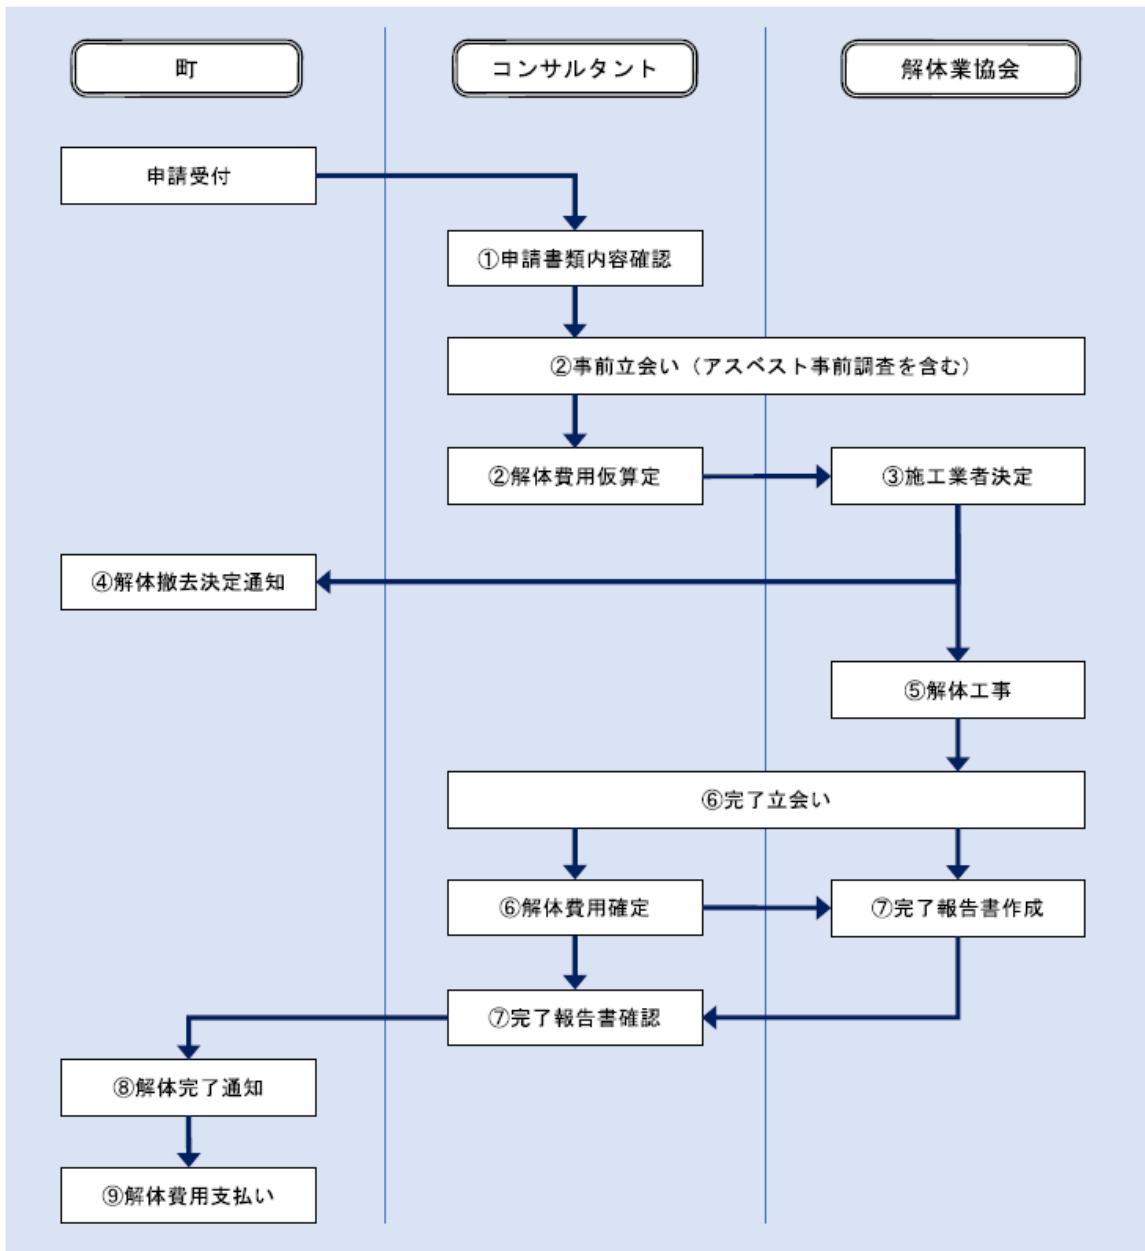 町
コンサルタント
解体業協会
申請受付
①申請書類内容確認
②事前立会い（アスベスト事前調査を含む）
②解体費用仮算定
③施工業者決定
④解体撤去決定通知
⑤解体工事
⑥完了立会い
⑥解体費用確定
⑦完了報告書作成
⑦完了報告書確認
⑧解体完了通知
⑨解体費用支払い